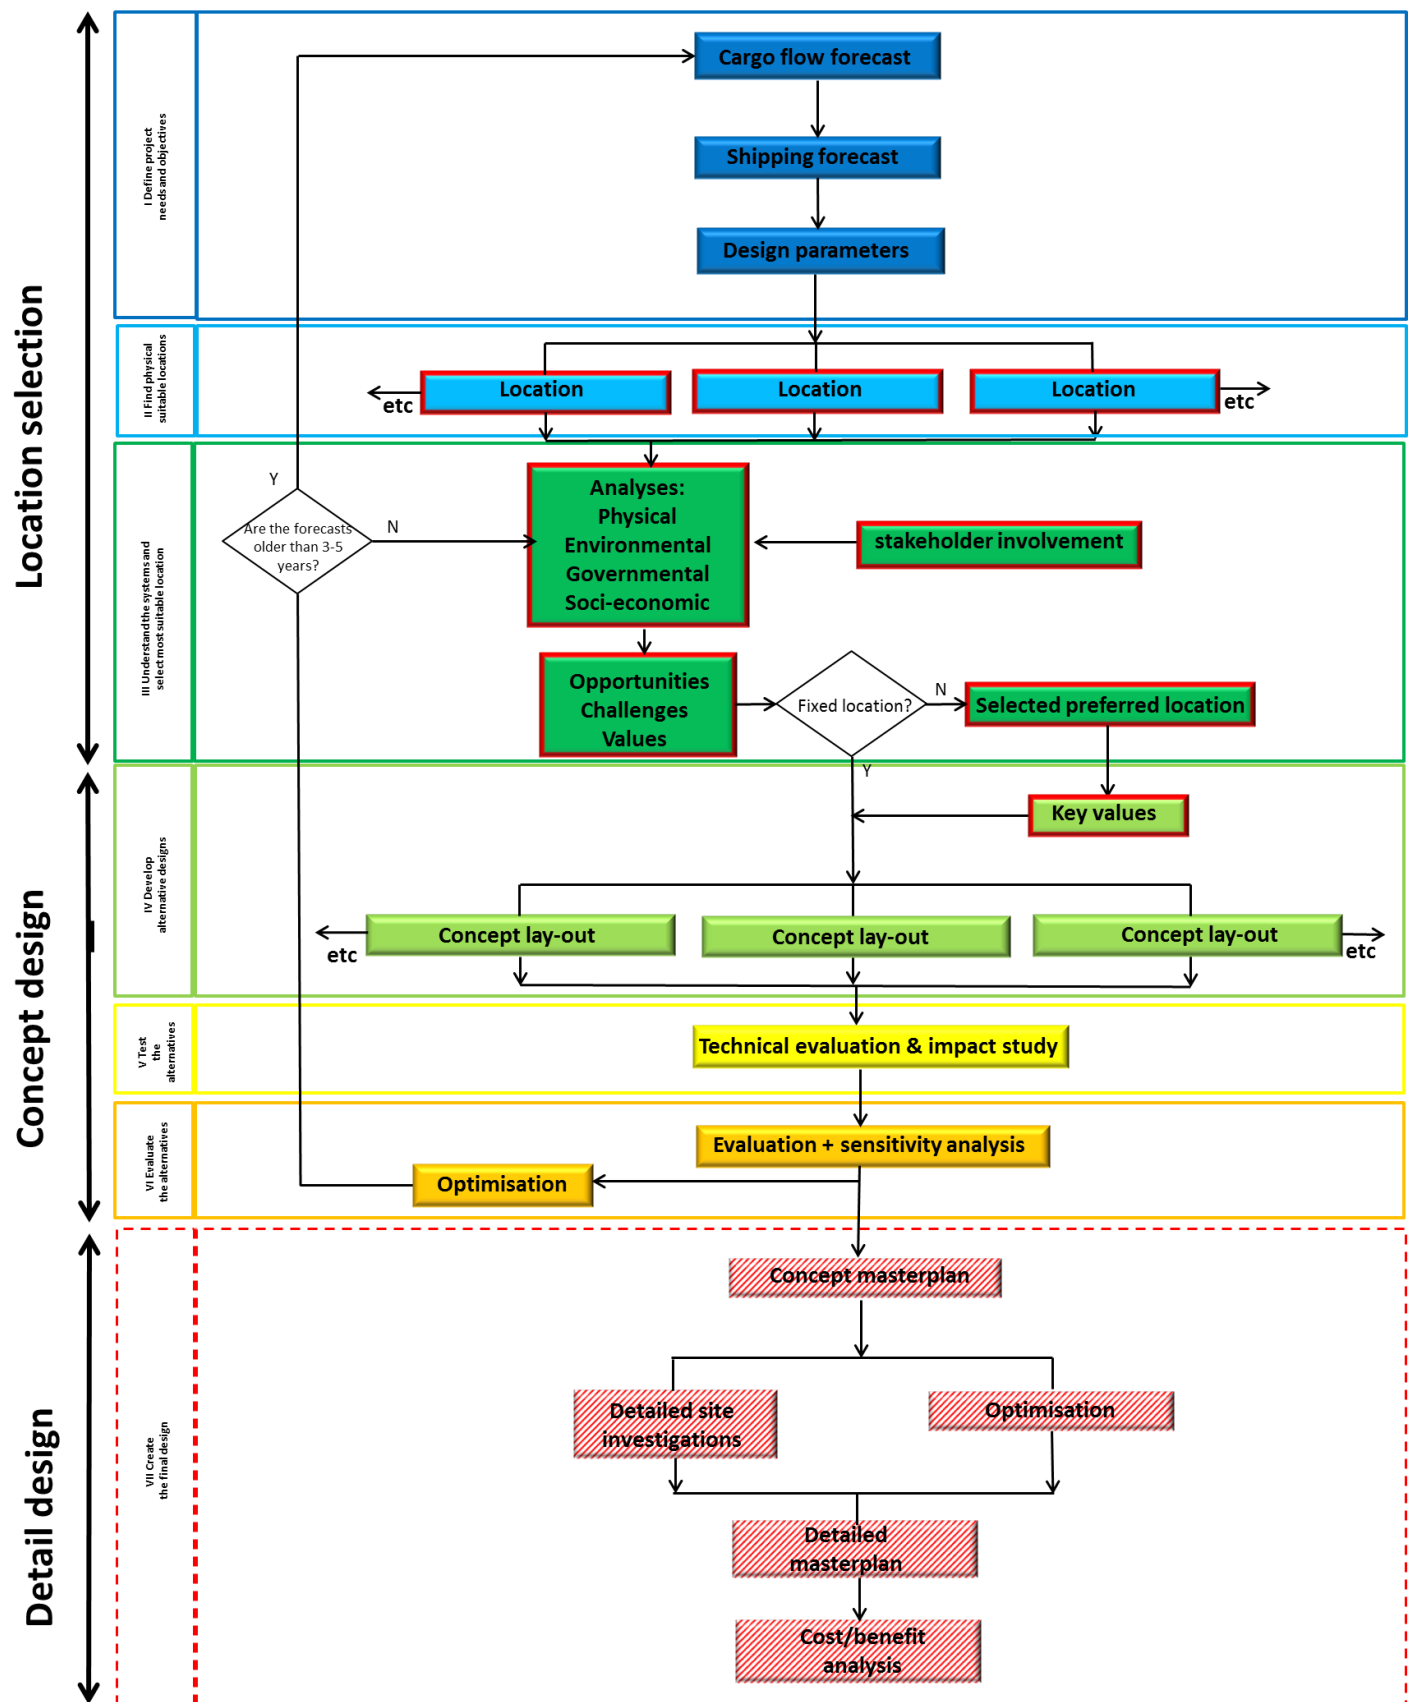 Location selection
I Define project
needs and objectives
Cargo flow forecast
Shipping forecast
Design parameters
II Find physical
suitable locations
Location
Location
Location
etc
etc
III Understand the systems and
select most suitable location
Y
Are the forecasts
older than 3-5
years?
N
Analyses:
Physical
Environmental
Governmental
Soci-economic
stakeholder involvement
Opportunities
Challenges
Values
Fixed location?
N
Selected preferred location
Y
Concept design
IV Develop
alternative designs
Key values
Concept lay-out
Concept lay-out
Concept lay-out
etc
etc
V Test
the
alternatives
Technical evaluation & impact study
VI Evaluate
the alternatives
Evaluation + sensitivity analysis
Optimisation
Detail design
VII Create
the final design
Concept masterplan
Detailed site
investigations
Optimisation
Detailed
masterplan
Cost/benefit
analysis